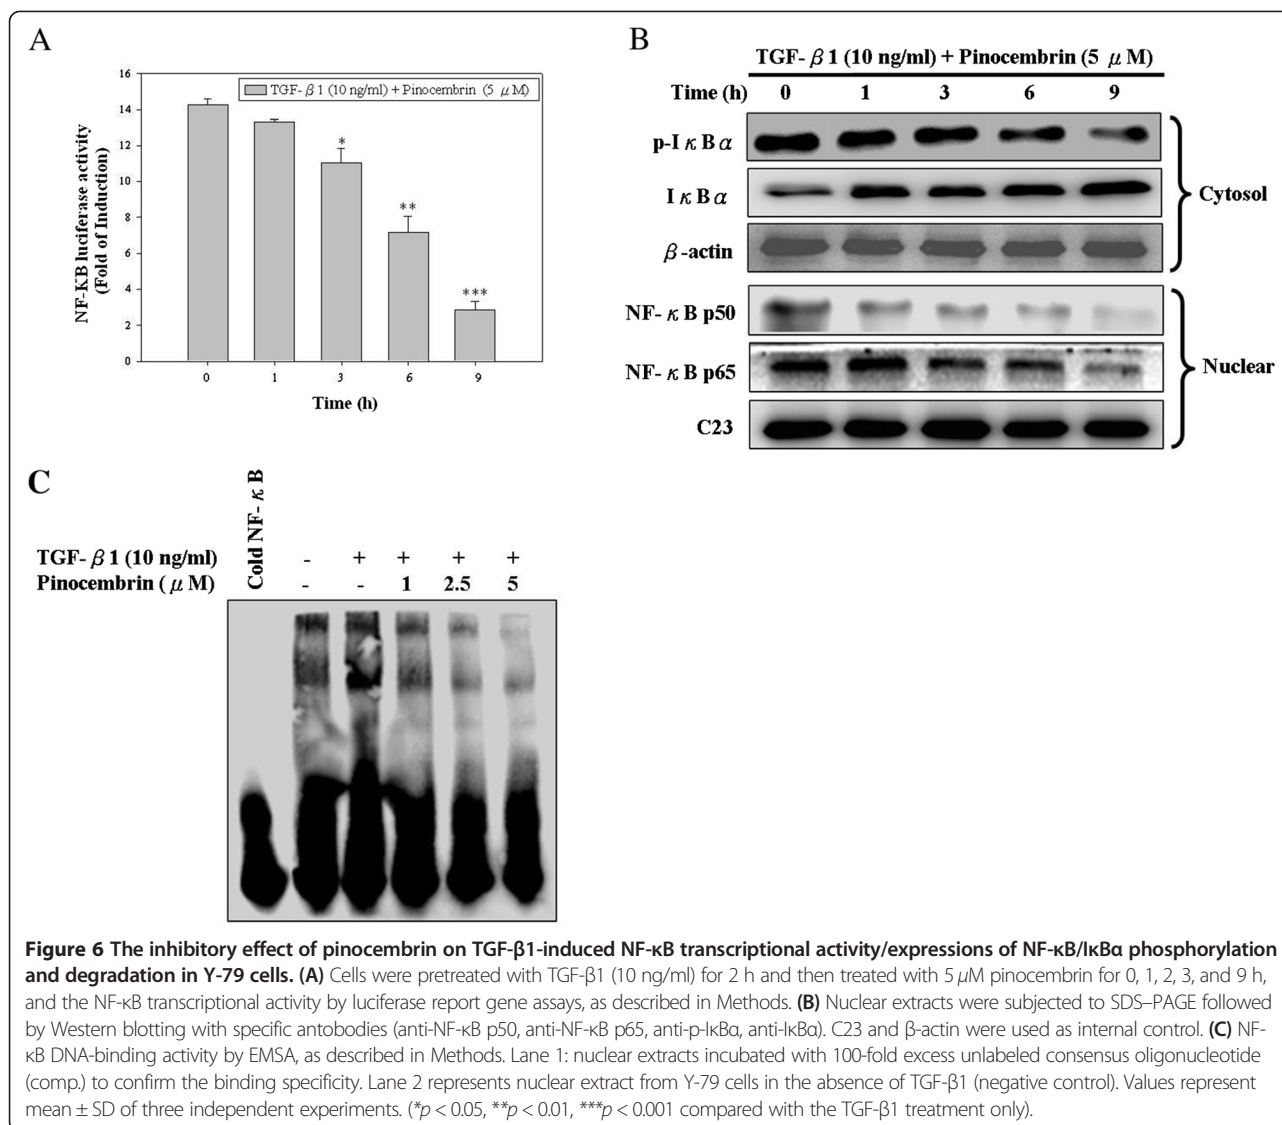 A
16
14
12
10
8
6
4
2
0
NF-KB luciferase activity
(Fold of Induction)
TGF-β1 (10 ng/ml) + Pinocembrin (5 μM)
*
**
***
0 1 3 6 9
Time (h)
B
TGF-β1 (10 ng/ml) + Pinocembrin (5 μM)
Time (h) 0 1 3 6 9
p-IκBα
IκBα
β-actin
Cytosol
NF-κB p50
NF-κB p65
C23
Nuclear
C
Cold NF-κB
TGF-β1 (10 ng/ml) - + + + +
Pinocembrin (μM) - - 1 2.5 5
Figure 6 The inhibitory effect of pinocembrin on TGF-β1-induced NF-κB transcriptional activity/expressions of NF-κB/IκBα phosphorylation
and degradation in Y-79 cells. (A) Cells were pretreated with TGF-β1 (10 ng/ml) for 2 h and then treated with 5 μM pinocembrin for 0, 1, 2, 3, and 9 h,
and the NF-κB transcriptional activity by luciferase report gene assays, as described in Methods. (B) Nuclear extracts were subjected to SDS–PAGE followed
by Western blotting with specific antobodies (anti-NF-κB p50, anti-NF-κB p65, anti-p-IκBα, anti-IκBα). C23 and β-actin were used as internal control. (C) NF-
κB DNA-binding activity by EMSA, as described in Methods. Lane 1: nuclear extracts incubated with 100-fold excess unlabeled consensus oligonucleotide
(comp.) to confirm the binding specificity. Lane 2 represents nuclear extract from Y-79 cells in the absence of TGF-β1 (negative control). Values represent
mean ± SD of three independent experiments. (*p < 0.05, **p < 0.01, ***p < 0.001 compared with the TGF-β1 treatment only).